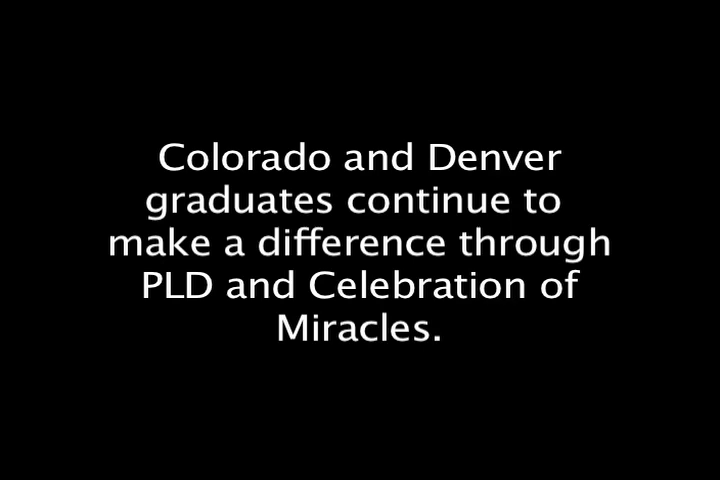 Colorado and Denver
graduates continue to
make a difference through
PLD and Celebration of
Miracles.